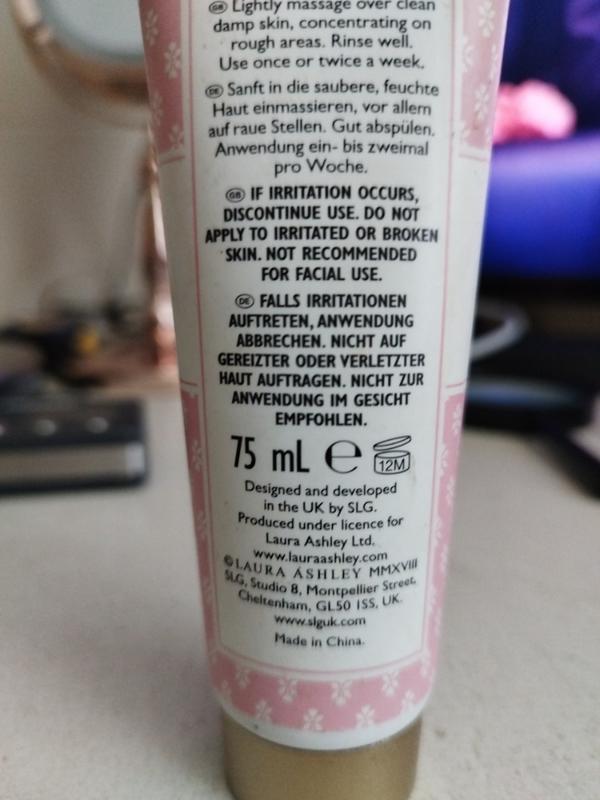 GB Lightly massage over clean
damp skin, concentrating on
rough areas. Rinse well.
Use once or twice a week.
DE Sanft in die saubere, feuchte
Haut einmassieren, vor allem
auf raue Stellen. Gut abspülen.
Anwendung ein- bis zweimal
pro Woche.
GB IF IRRITATION OCCURS,
DISCONTINUE USE. DO NOT
APPLY TO IRRITATED OR BROKEN
SKIN. NOT RECOMMENDED
FOR FACIAL USE.
DE FALLS IRRITATIONEN
AUFTRETEN, ANWENDUNG
ABBRECHEN. NICHT AUF
GEREIZTER ODER VERLETZTER
HAUT AUFTRAGEN. NICHT ZUR
ANWENDUNG IM GESICHT
EMPFOHLEN.
75 mL ℮ 12M
Designed and developed
in the UK by SLG.
Produced under licence for
Laura Ashley Ltd.
www.lauraashley.com
© LAURA ASHLEY MMXVIII
SLG, Studio 8, Montpellier Street,
Cheltenham, GL50 1SS, UK.
www.slguk.com
Made in China.